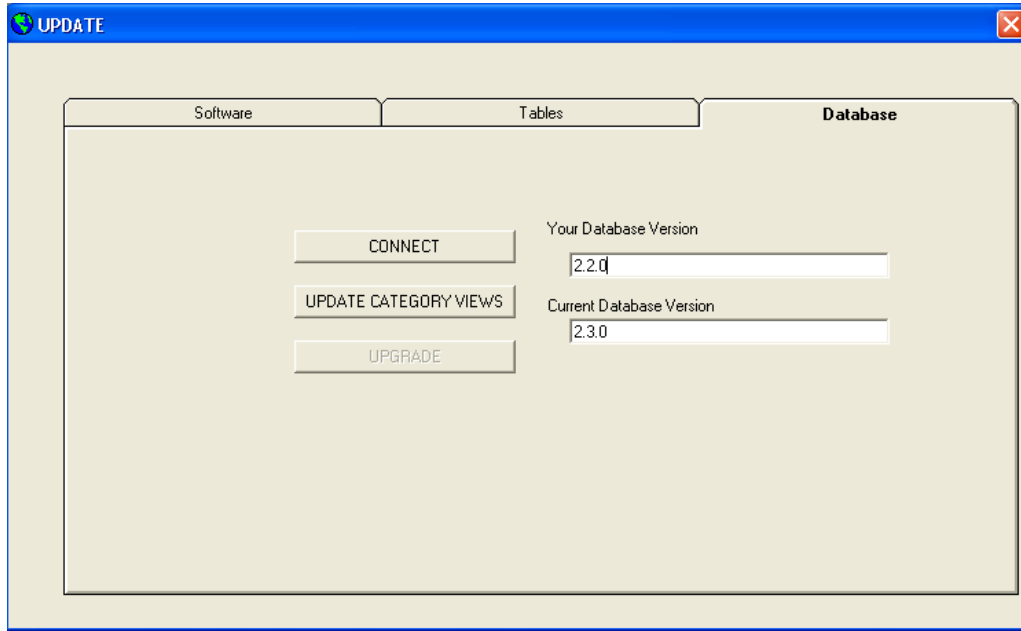 UPDATE
Software Tables Database
Your Database Version
CONNECT
2.2.0
UPDATE CATEGORY VIEWS
Current Database Version
2.3.0
UPGRADE